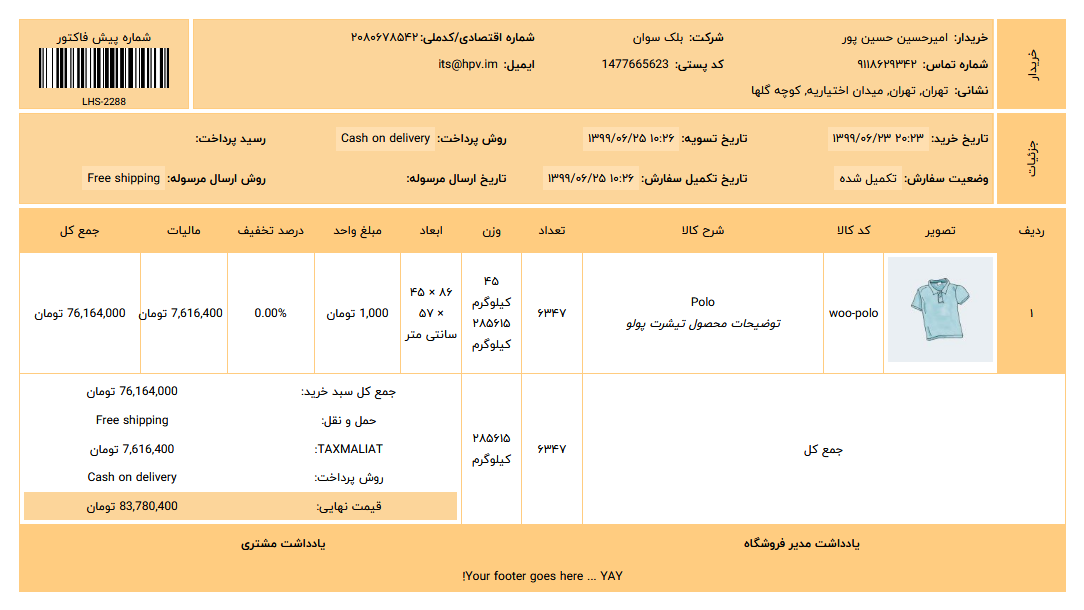 خریدار
خریدار: امیرحسین حسین پور
شرکت: بلک سوان
شماره اقتصادی/کدملی: ۲۰۸۰۶۷۸۵۴۲
شماره تماس: ۹۱۱۸۶۲۹۳۴۲
کد پستی: 1477665623
ایمیل: its@hpv.im
نشانی: تهران, تهران, میدان اختیاریه, کوچه گلها
شماره پیش فاکتور
LHS-2288
جزئیات
تاریخ خرید: ۱۳۹۹/۰۶/۲۳ ۲۰:۲۳
تاریخ تسویه: ۱۳۹۹/۰۶/۲۵ ۱۰:۲۶
روش پرداخت: Cash on delivery
رسید پرداخت:
وضعیت سفارش: تکمیل شده
تاریخ تکمیل سفارش: ۱۳۹۹/۰۶/۲۵ ۱۰:۲۶
تاریخ ارسال مرسوله:
روش ارسال مرسوله: Free shipping
ردیف تصویر کد کالا شرح کالا تعداد وزن ابعاد مبلغ واحد درصد تخفیف مالیات جمع کل
۱
woo-polo
Polo
توضیحات محصول تیشرت پولو
۶۳۴۷
۴۵
کیلوگرم
۲۸۵۶۱۵
کیلوگرم
۸۶ × ۴۵
× ۵۷
سانتی متر
1,000 تومان
0.00%
7,616,400 تومان
76,164,000 تومان
جمع کل
۶۳۴۷
۲۸۵۶۱۵
کیلوگرم
جمع کل سبد خرید: 76,164,000 تومان
حمل و نقل: Free shipping
TAXMALIAT: 7,616,400 تومان
روش پرداخت: Cash on delivery
قیمت نهایی: 83,780,400 تومان
یادداشت مدیر فروشگاه
یادداشت مشتری
Your footer goes here ... YAY!